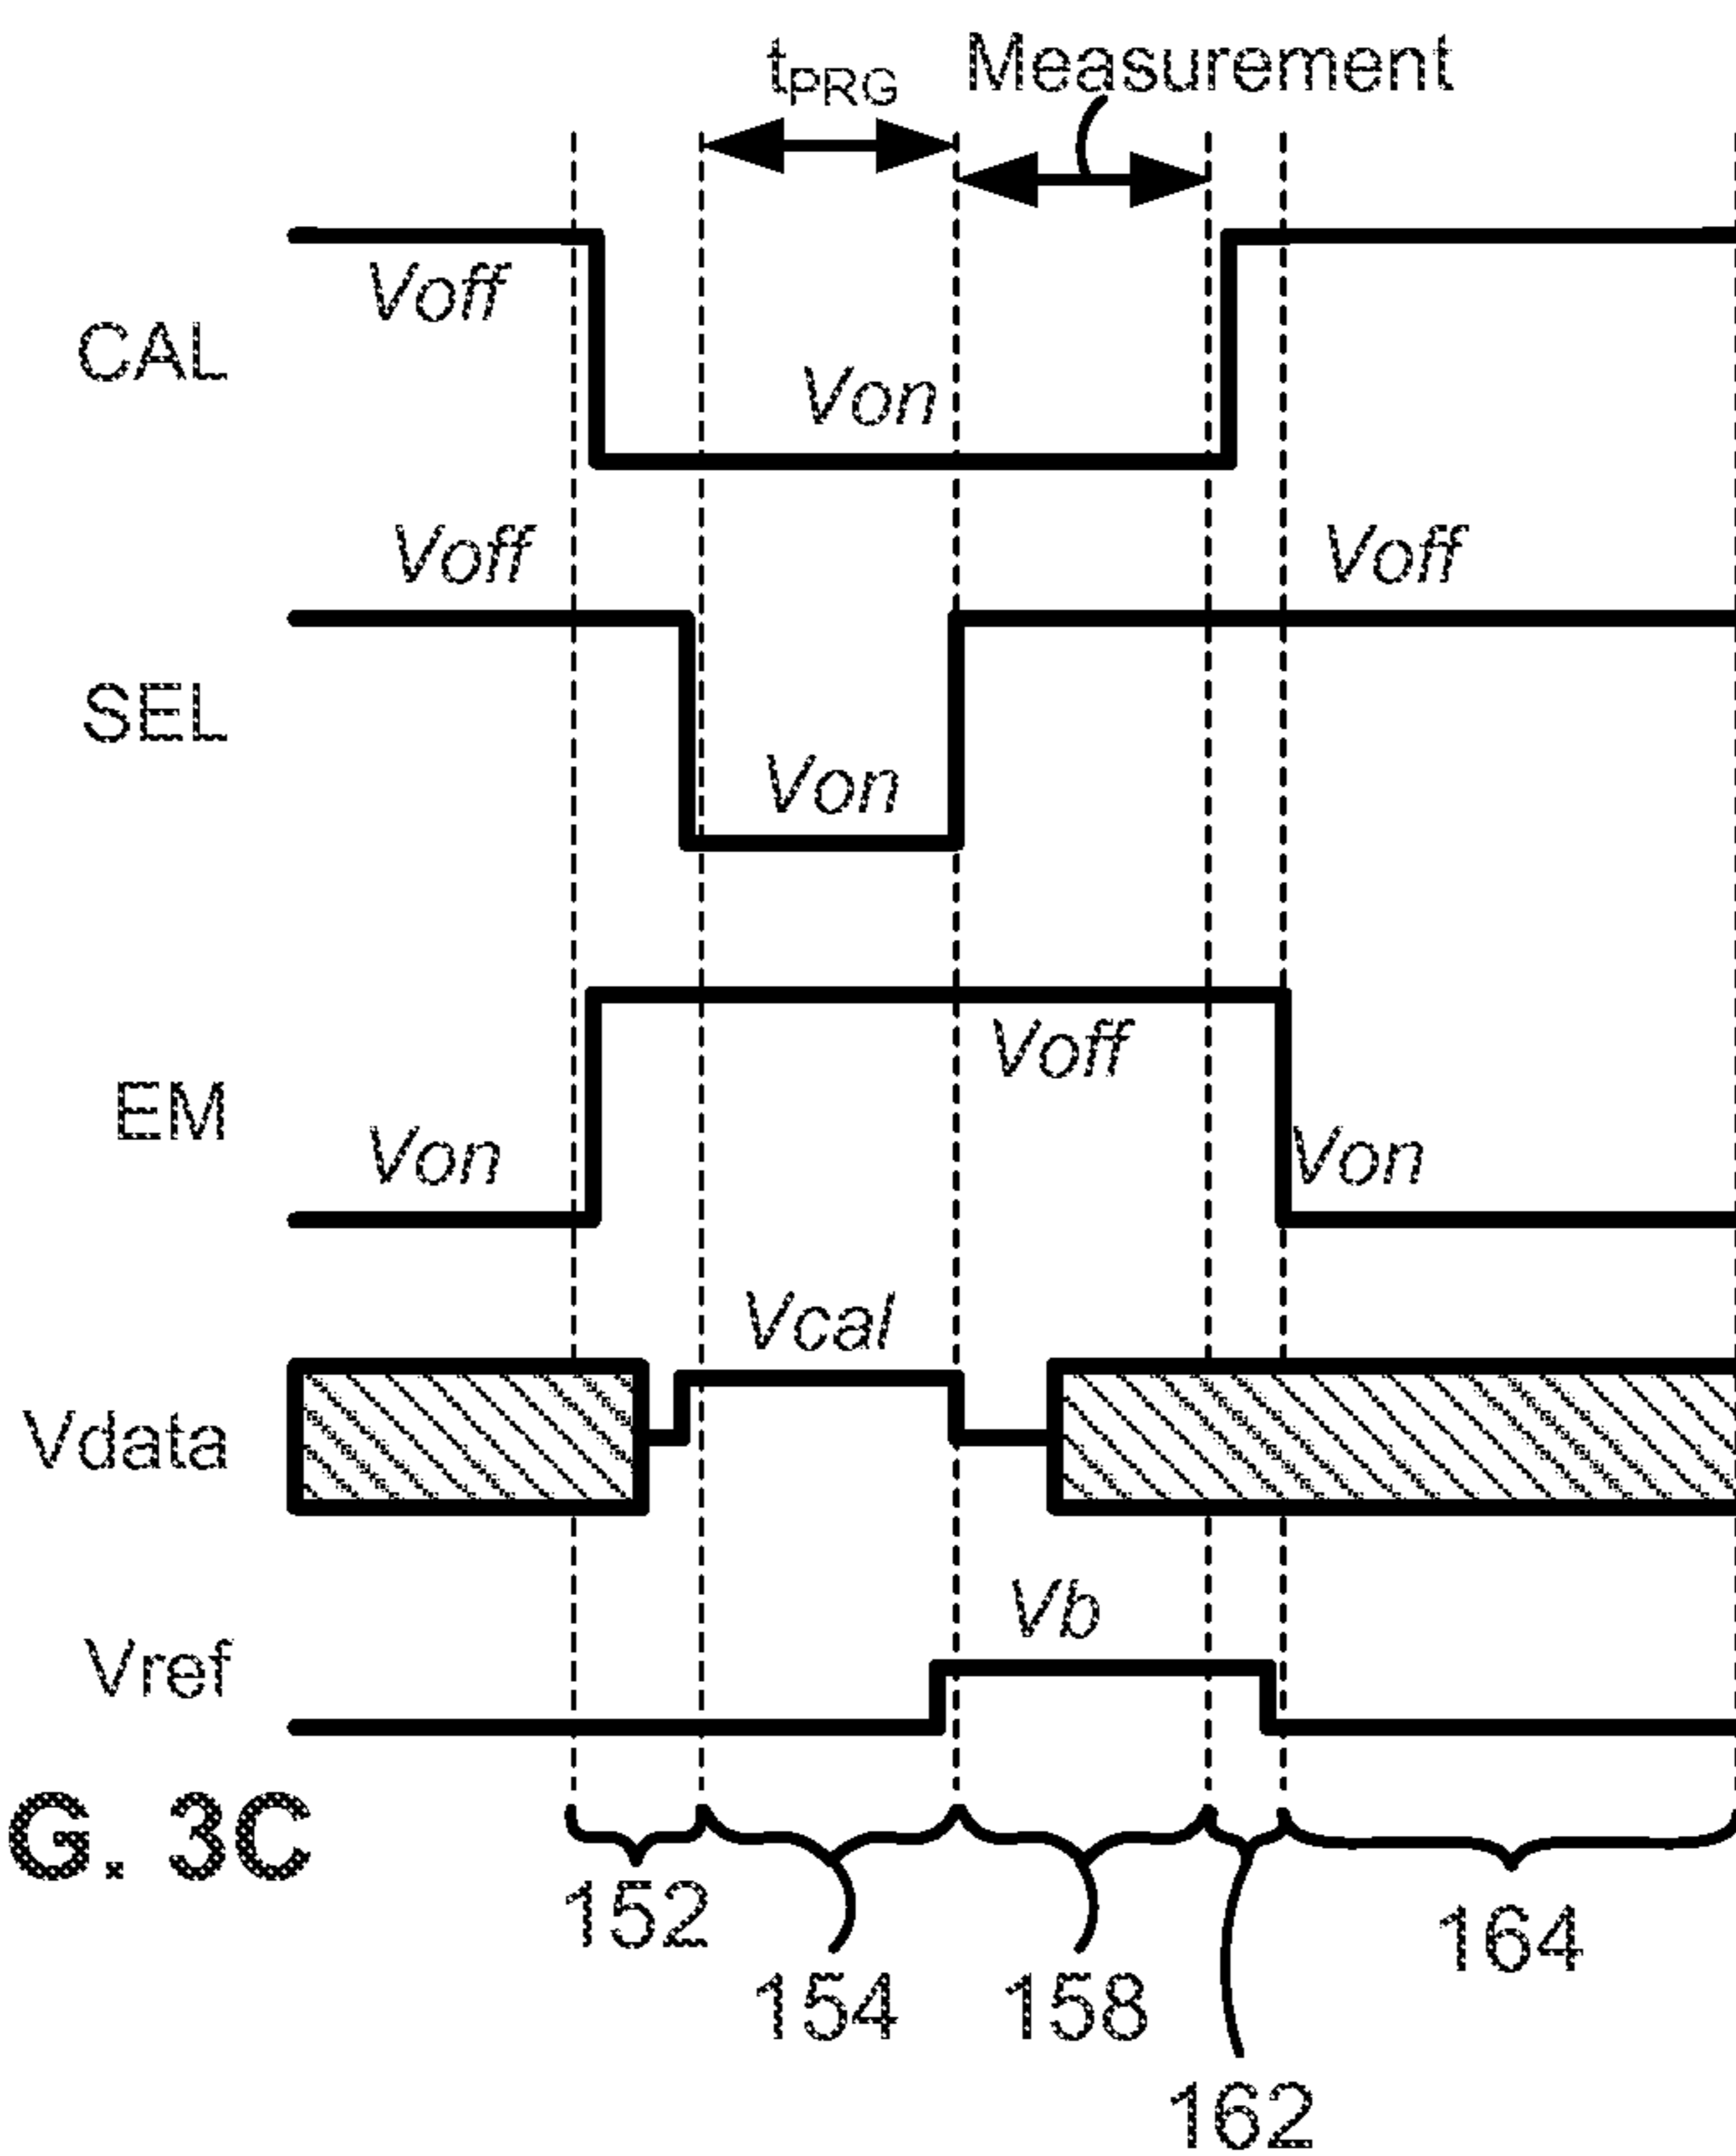 tPRG Measurement
Voff
CAL
Von
Voff Voff
SEL
Von
Voff
EM
Von Von
Vcal
Vdata
Vb
Vref
G. 3C
152
164
154 158
162